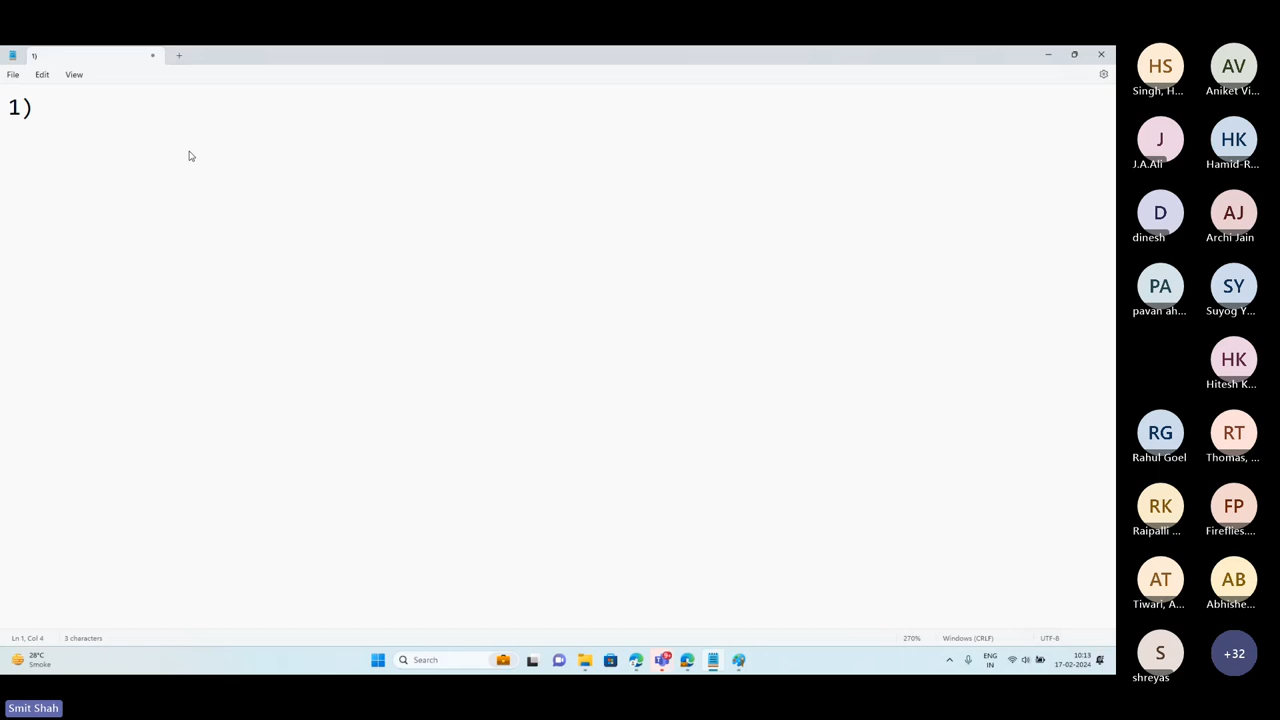 1)
File Edit View
1)
Ln 1, Col 4 3 characters 270% Windows (CRLF) UTF-8
28°C
Smoke
Search
9+
ENG
IN
10:13
17-02-2024
Smit Shah
HS
Singh, H...
AV
Aniket Vi...
J
J.A.Ali
HK
Hamid-R...
D
dinesh
AJ
Archi Jain
PA
pavan ah...
SY
Suyog Y...
HK
Hitesh K...
RG
Rahul Goel
RT
Thomas, ...
RK
Raipalli ...
FP
Fireflies....
AT
Tiwari, A...
AB
Abhishe...
S
shreyas
+32